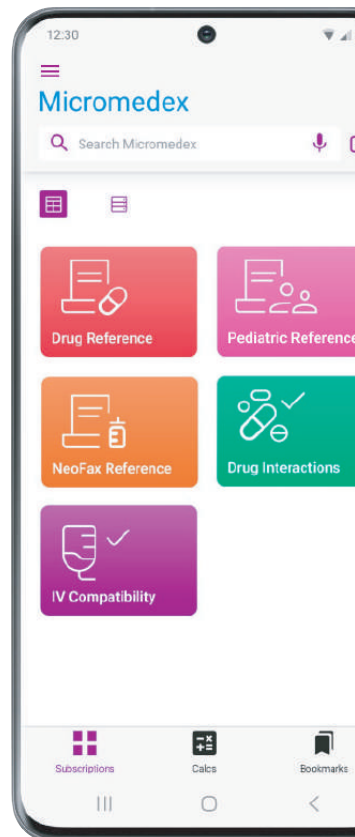 12:30
Micromedex
Search Micromedex
Drug Reference
Pediatric Reference
NeoFax Reference
Drug Interactions
IV Compatibility
Subscriptions
Calcs
Bookmarks